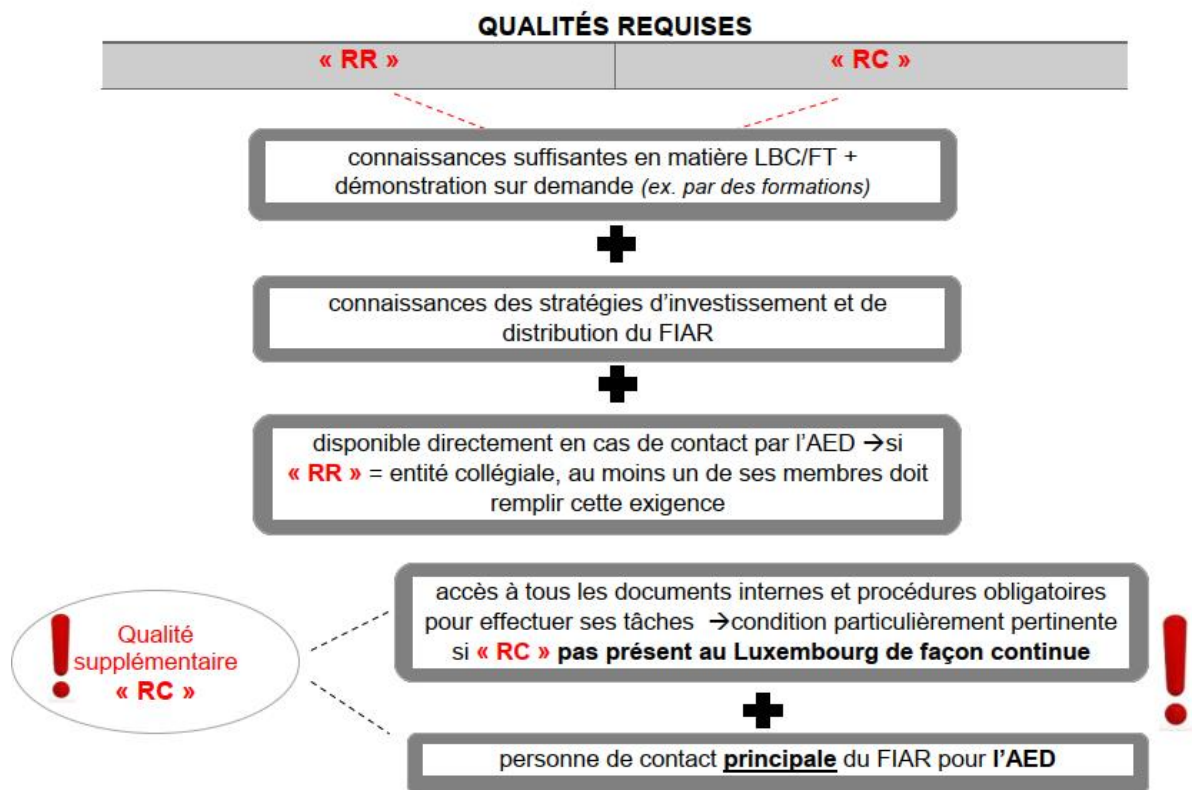 QUALITÉS REQUISES
« RR » « RC »
connaissances suffisantes en matière LBC/FT +
démonstration sur demande (ex. par des formations)
connaissances des stratégies d’investissement et de
distribution du FIAR
disponible directement en cas de contact par l’AED →si
« RR » = entité collégiale, au moins un de ses membres doit
remplir cette exigence
accès à tous les documents internes et procédures obligatoires
pour effectuer ses tâches →condition particulièrement pertinente
si « RC » pas présent au Luxembourg de façon continue
Qualité
supplémentaire
« RC »
personne de contact principale du FIAR pour l’AED